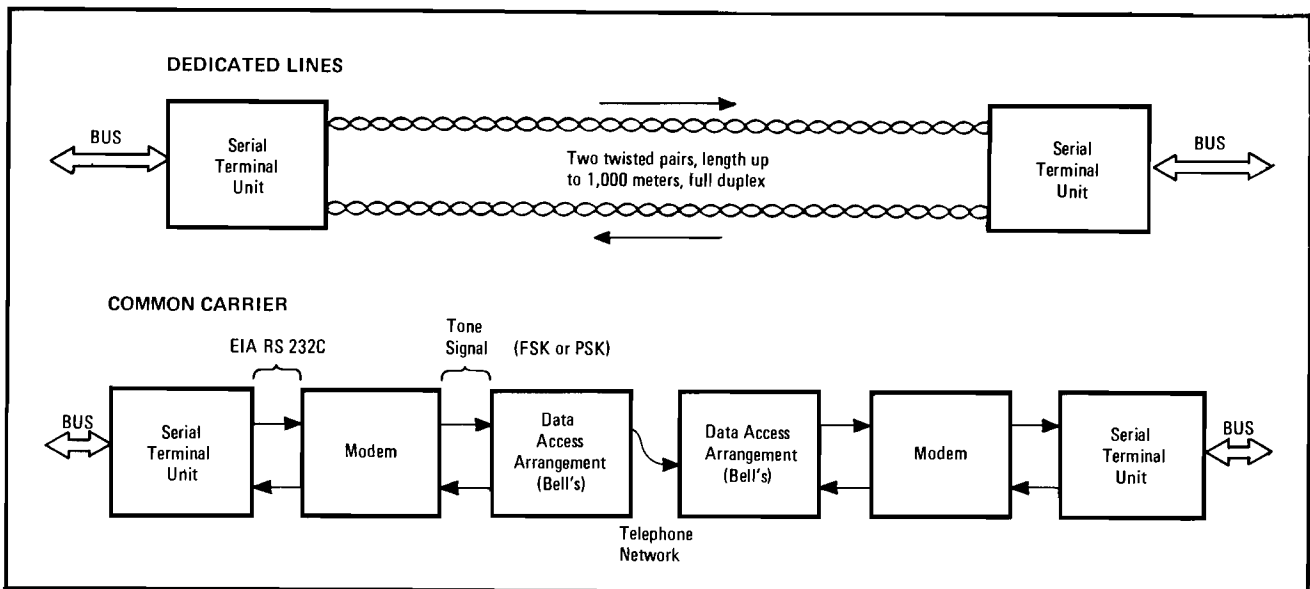 DEDICATED LINES
BUS
Serial
Terminal
Unit
Two twisted pairs, length up
to 1,000 meters, full duplex
Serial
Terminal
Unit
BUS
COMMON CARRIER
EIA RS 232C
Tone
Signal
(FSK or PSK)
BUS
Serial
Terminal
Unit
Modem
Data
Access
Arrangement
(Bell's)
Telephone
Network
Data Access
Arrangement
(Bell's)
Modem
Serial
Terminal
Unit
BUS